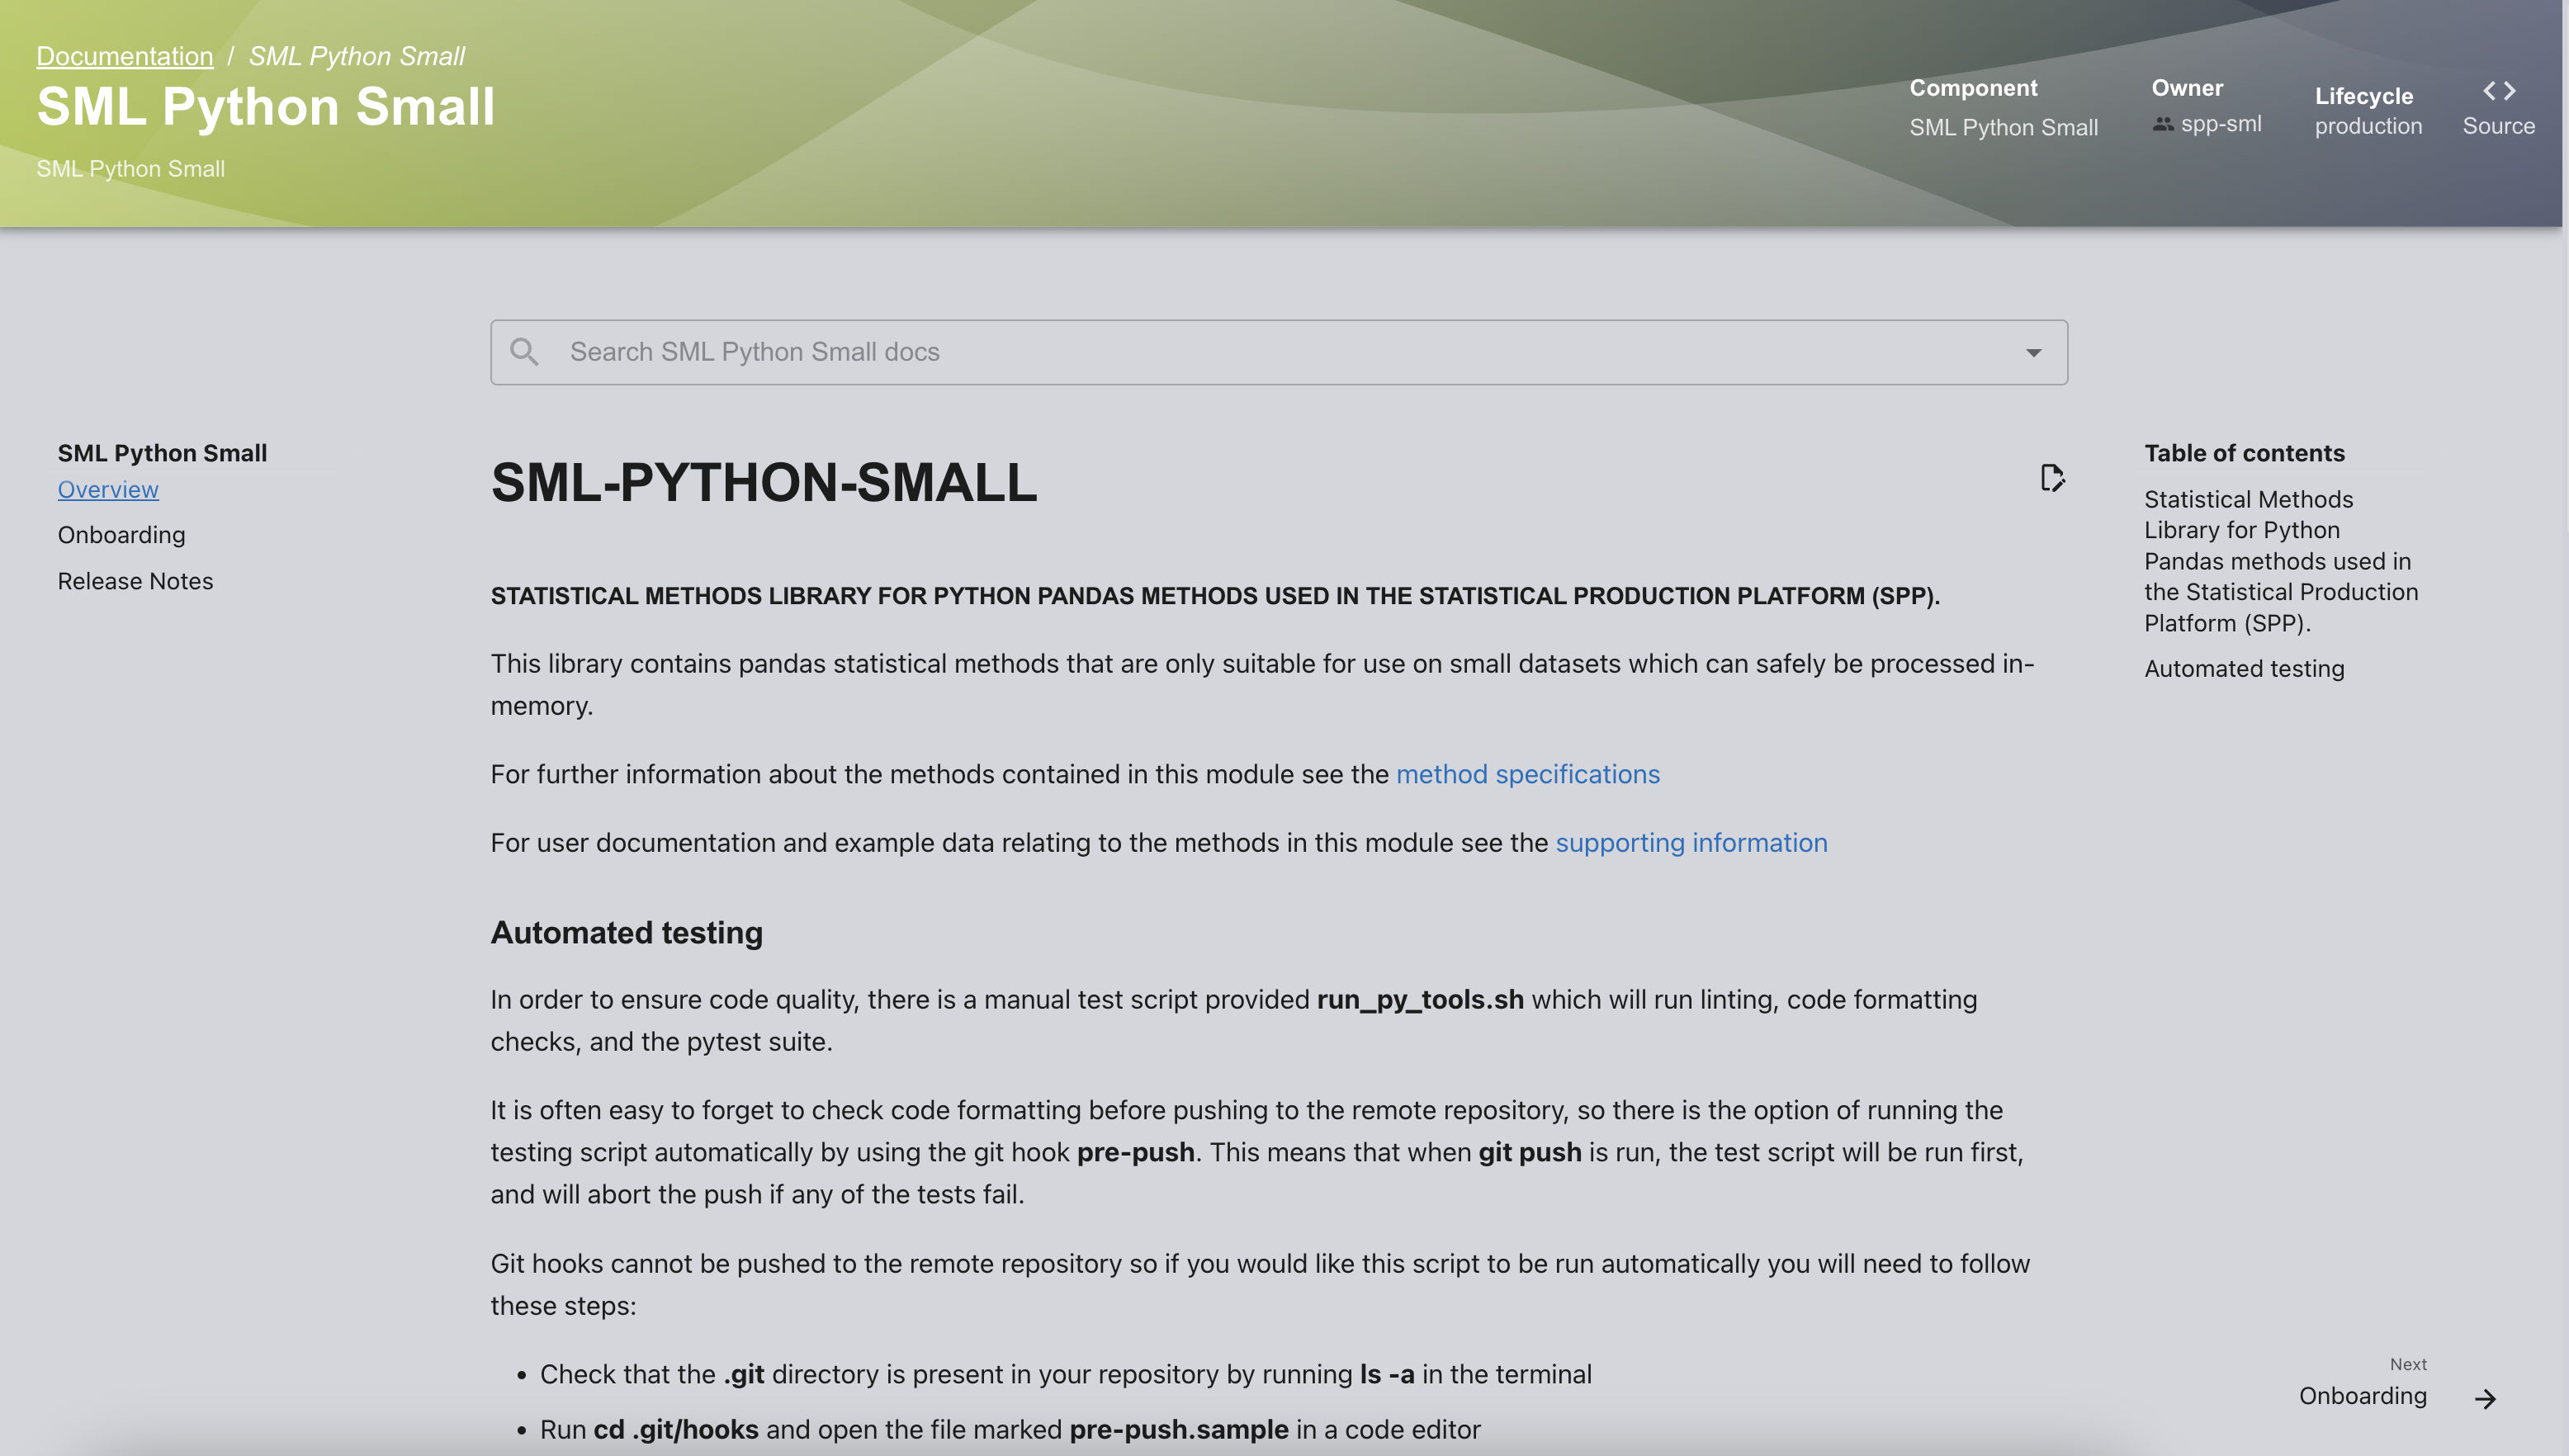 Documentation / SML Python Small
SML Python Small
SML Python Small
Component
SML Python Small
Owner
spp-sml
Lifecycle
production
Source
Search SML Python Small docs
SML Python Small
Overview
Onboarding
Release Notes
SML-PYTHON-SMALL
STATISTICAL METHODS LIBRARY FOR PYTHON PANDAS METHODS USED IN THE STATISTICAL PRODUCTION PLATFORM (SPP).
This library contains pandas statistical methods that are only suitable for use on small datasets which can safely be processed in-
memory.
For further information about the methods contained in this module see the method specifications
For user documentation and example data relating to the methods in this module see the supporting information
Automated testing
In order to ensure code quality, there is a manual test script provided run_py_tools.sh which will run linting, code formatting
checks, and the pytest suite.
It is often easy to forget to check code formatting before pushing to the remote repository, so there is the option of running the
testing script automatically by using the git hook pre-push. This means that when git push is run, the test script will be run first,
and will abort the push if any of the tests fail.
Git hooks cannot be pushed to the remote repository so if you would like this script to be run automatically you will need to follow
these steps:
• Check that the .git directory is present in your repository by running ls -a in the terminal
• Run cd .git/hooks and open the file marked pre-push.sample in a code editor
Table of contents
Statistical Methods
Library for Python
Pandas methods used in
the Statistical Production
Platform (SPP).
Automated testing
Next
Onboarding